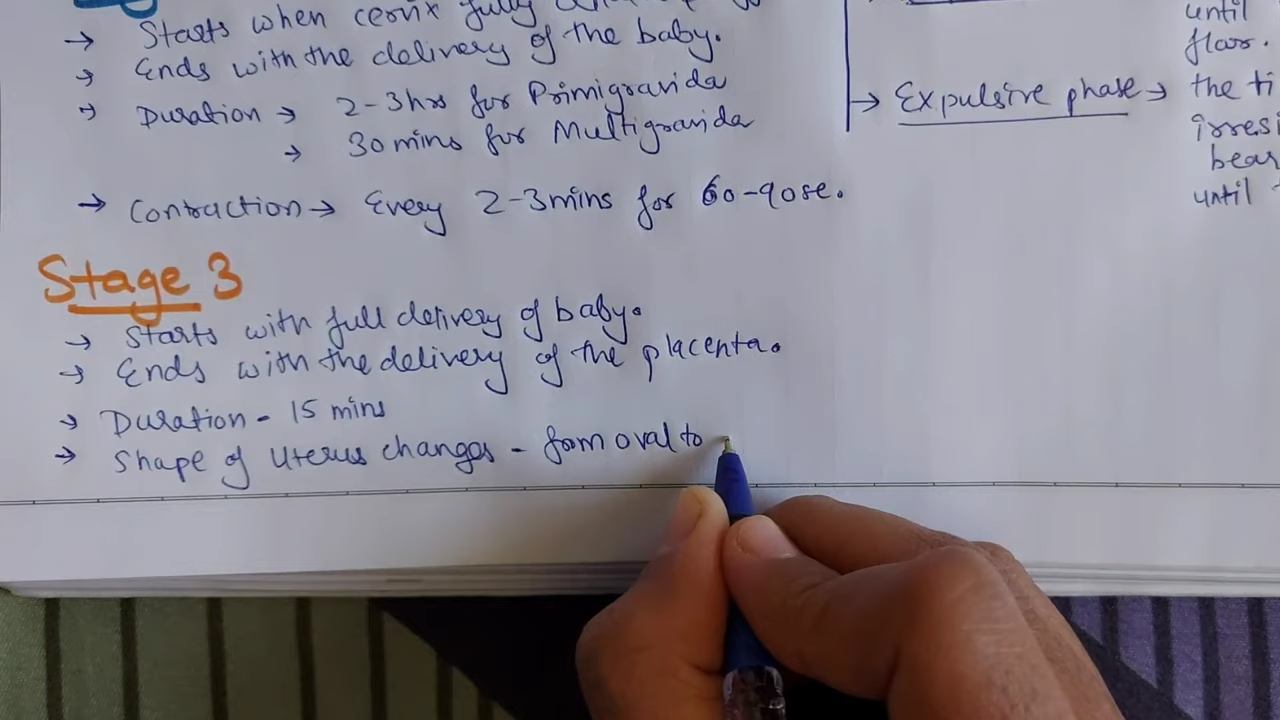 → Starts when cervix fully
→ Ends with the delivery of the baby.
→ Duration → 2-3hrs for Primigravida
→ 30 mins for Multigravida
→ Contraction → Every 2-3mins for 60-90se.
Stage 3
→ Starts with full delivery of baby.
→ Ends with the delivery of the placenta.
→ Duration - 15 mins
→ Shape of Uterus changes - from oval to
until
floor.
→ Expulsive phase → the ti
irresi
bear
until